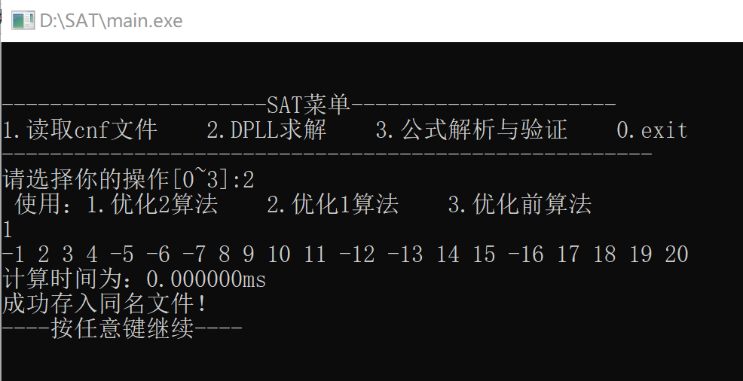 D:\SAT\main.exe
----------------------SAT菜单----------------------
1.读取cnf文件    2.DPLL求解    3.公式解析与验证    0.exit
------------------------------------------------------
请选择你的操作[0~3]:2
使用：1.优化2算法    2.优化1算法    3.优化前算法
1
-1 2 3 4 -5 -6 -7 8 9 10 11 -12 -13 14 15 -16 17 18 19 20
计算时间为：0.000000ms
成功存入同名文件！
----按任意键继续----